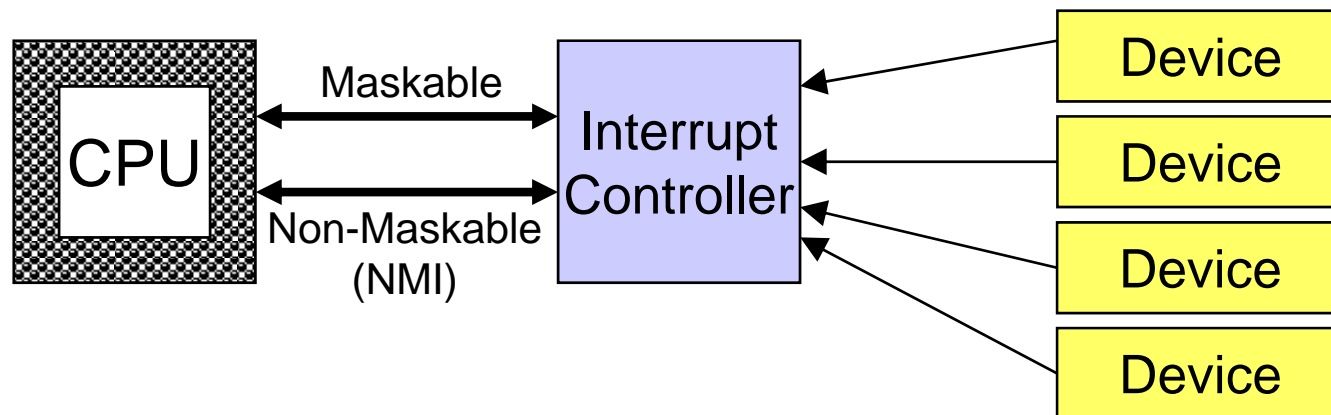 CPU
Maskable
Non-Maskable
(NMI)
Interrupt
Controller
Device
Device
Device
Device